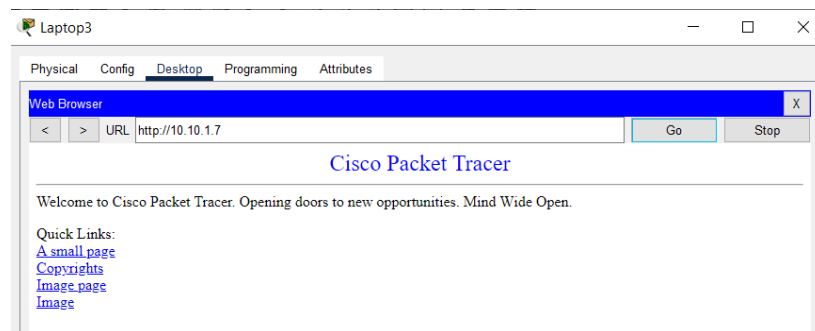 Laptop3
Physical Config Desktop Programming Attributes
Web Browser X
< > URL http://10.10.1.7 Go Stop
Cisco Packet Tracer
Welcome to Cisco Packet Tracer. Opening doors to new opportunities. Mind Wide Open.
Quick Links:
A small page
Copyrights
Image page
Image